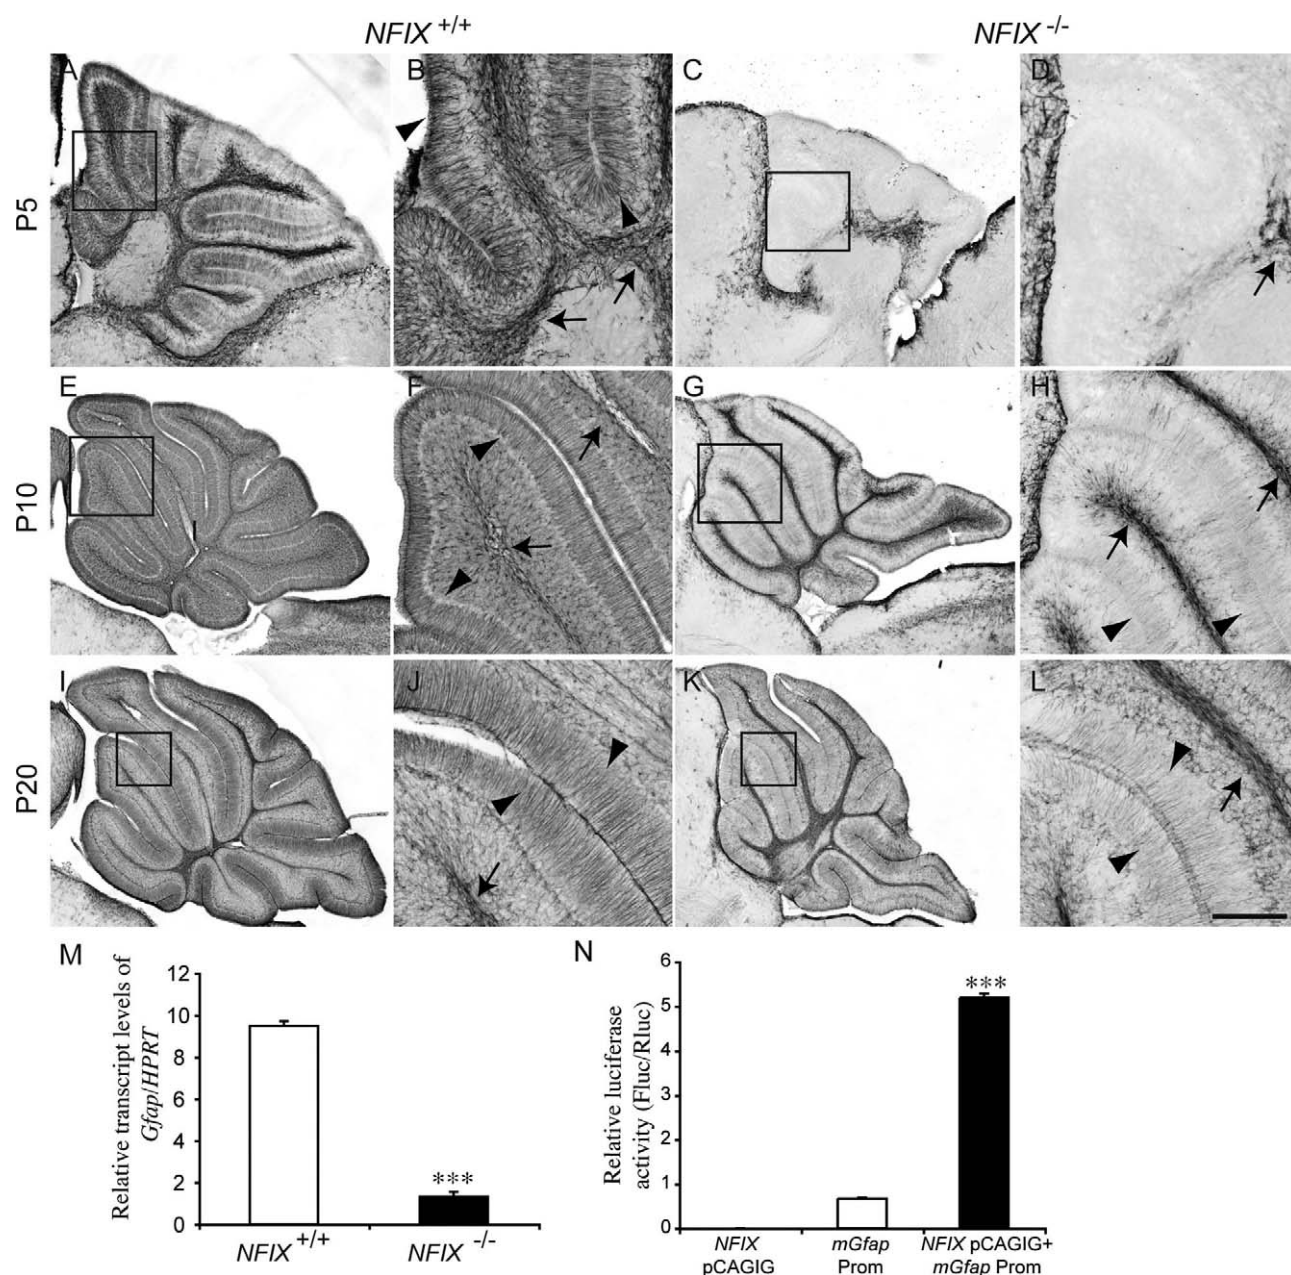 NFIX +/+
NFIX -/-
P5
A
B
C
D
P10
E
F
G
H
P20
I
J
K
L
M
Relative transcript levels of
Gfap/HPRT
12
10
8
6
4
2
0
***
NFIX +/+
NFIX -/-
N
Relative luciferase
activity (Fluc/Rluc)
6
5
4
3
2
1
0
***
NFIX
pCAGIG
mGfap
Prom
NFIX pCAGIG+
mGfap Prom